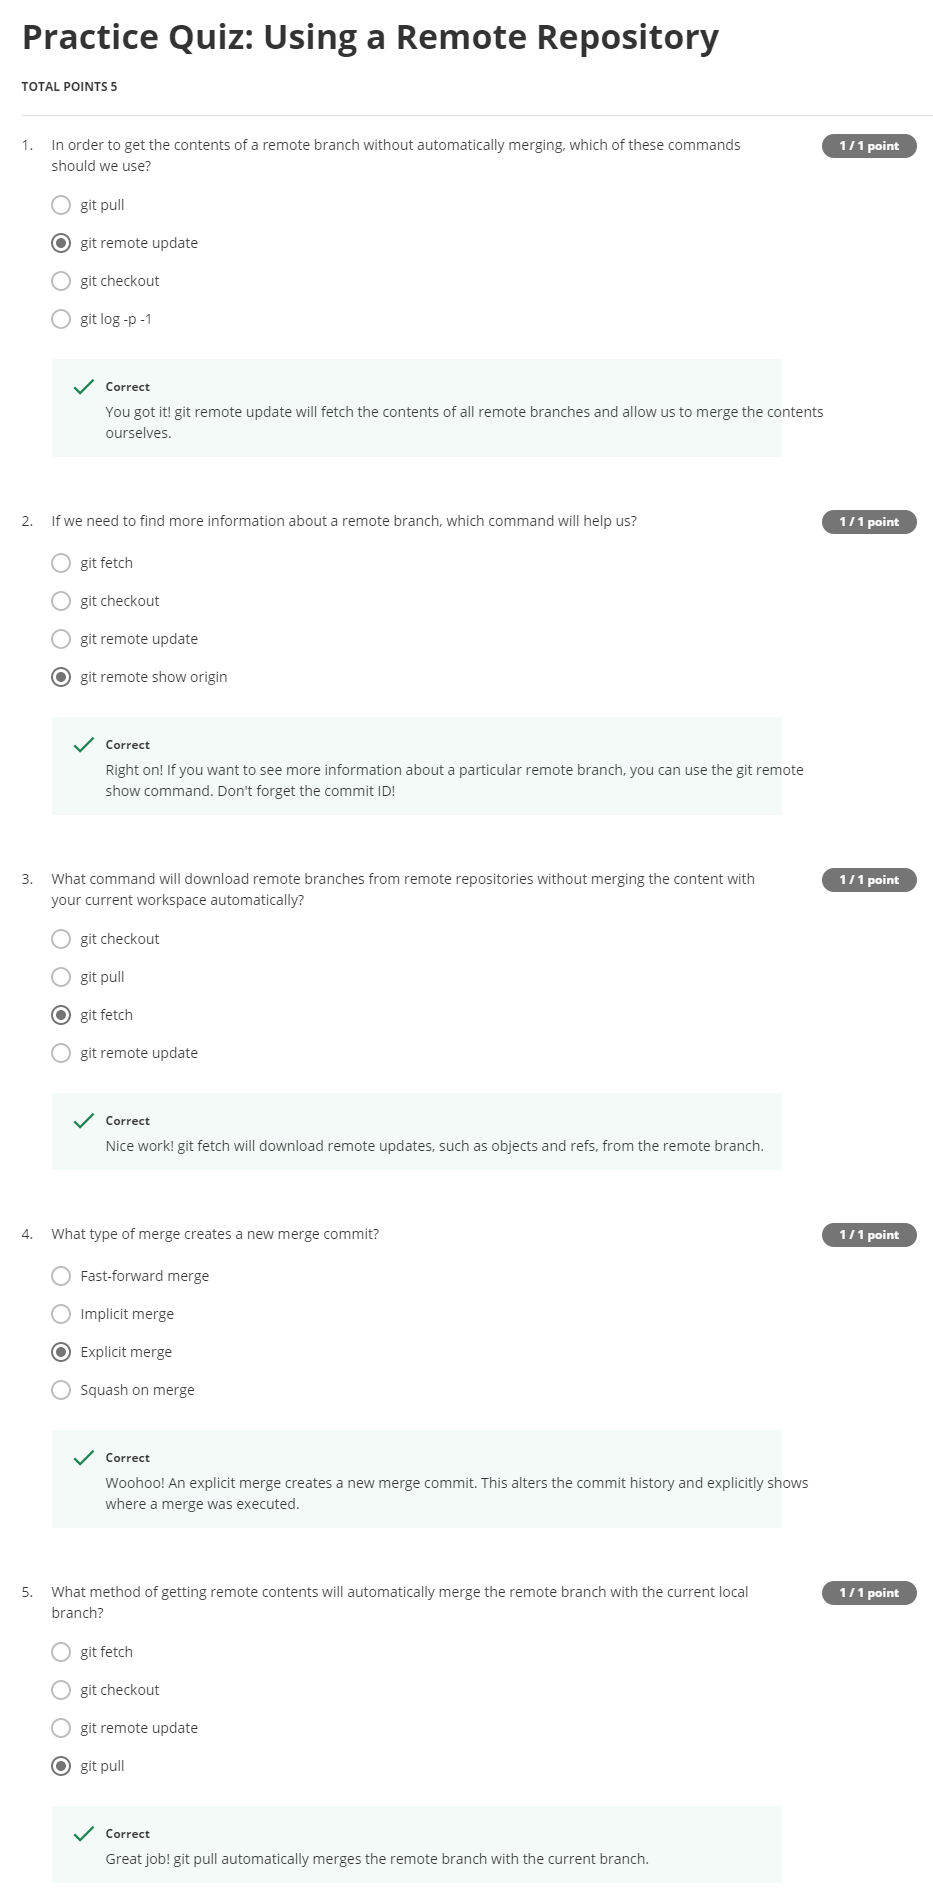 Practice Quiz: Using a Remote Repository
TOTAL POINTS 5
1. In order to get the contents of a remote branch without automatically merging, which of these commands
should we use?
1 / 1 point
git pull
git remote update
git checkout
git log -p -1
Correct
You got it! git remote update will fetch the contents of all remote branches and allow us to merge the contents
ourselves.
2. If we need to find more information about a remote branch, which command will help us?
1 / 1 point
git fetch
git checkout
git remote update
git remote show origin
Correct
Right on! If you want to see more information about a particular remote branch, you can use the git remote
show command. Don't forget the commit ID!
3. What command will download remote branches from remote repositories without merging the content with
your current workspace automatically?
1 / 1 point
git checkout
git pull
git fetch
git remote update
Correct
Nice work! git fetch will download remote updates, such as objects and refs, from the remote branch.
4. What type of merge creates a new merge commit?
1 / 1 point
Fast-forward merge
Implicit merge
Explicit merge
Squash on merge
Correct
Woohoo! An explicit merge creates a new merge commit. This alters the commit history and explicitly shows
where a merge was executed.
5. What method of getting remote contents will automatically merge the remote branch with the current local
branch?
1 / 1 point
git fetch
git checkout
git remote update
git pull
Correct
Great job! git pull automatically merges the remote branch with the current branch.